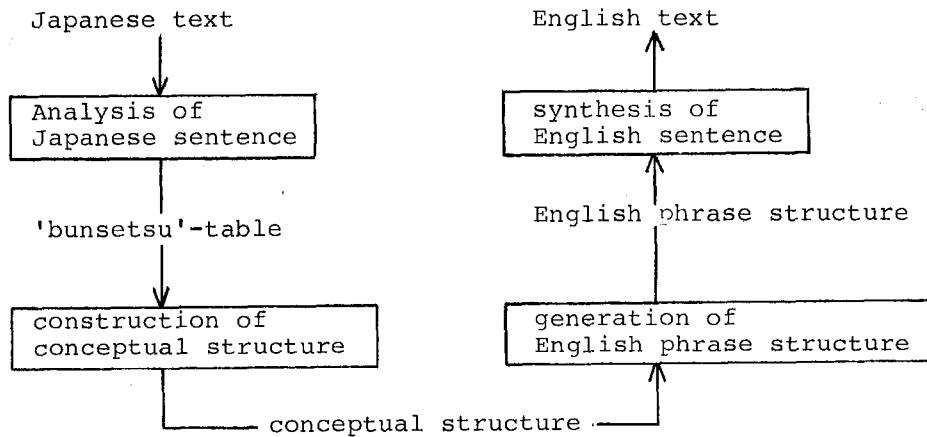 Japanese text
Analysis of
Japanese sentence
'bunsetsu'-table
construction of
conceptual structure
conceptual structure
generation of
English phrase structure
English phrase structure
synthesis of
English sentence
English text